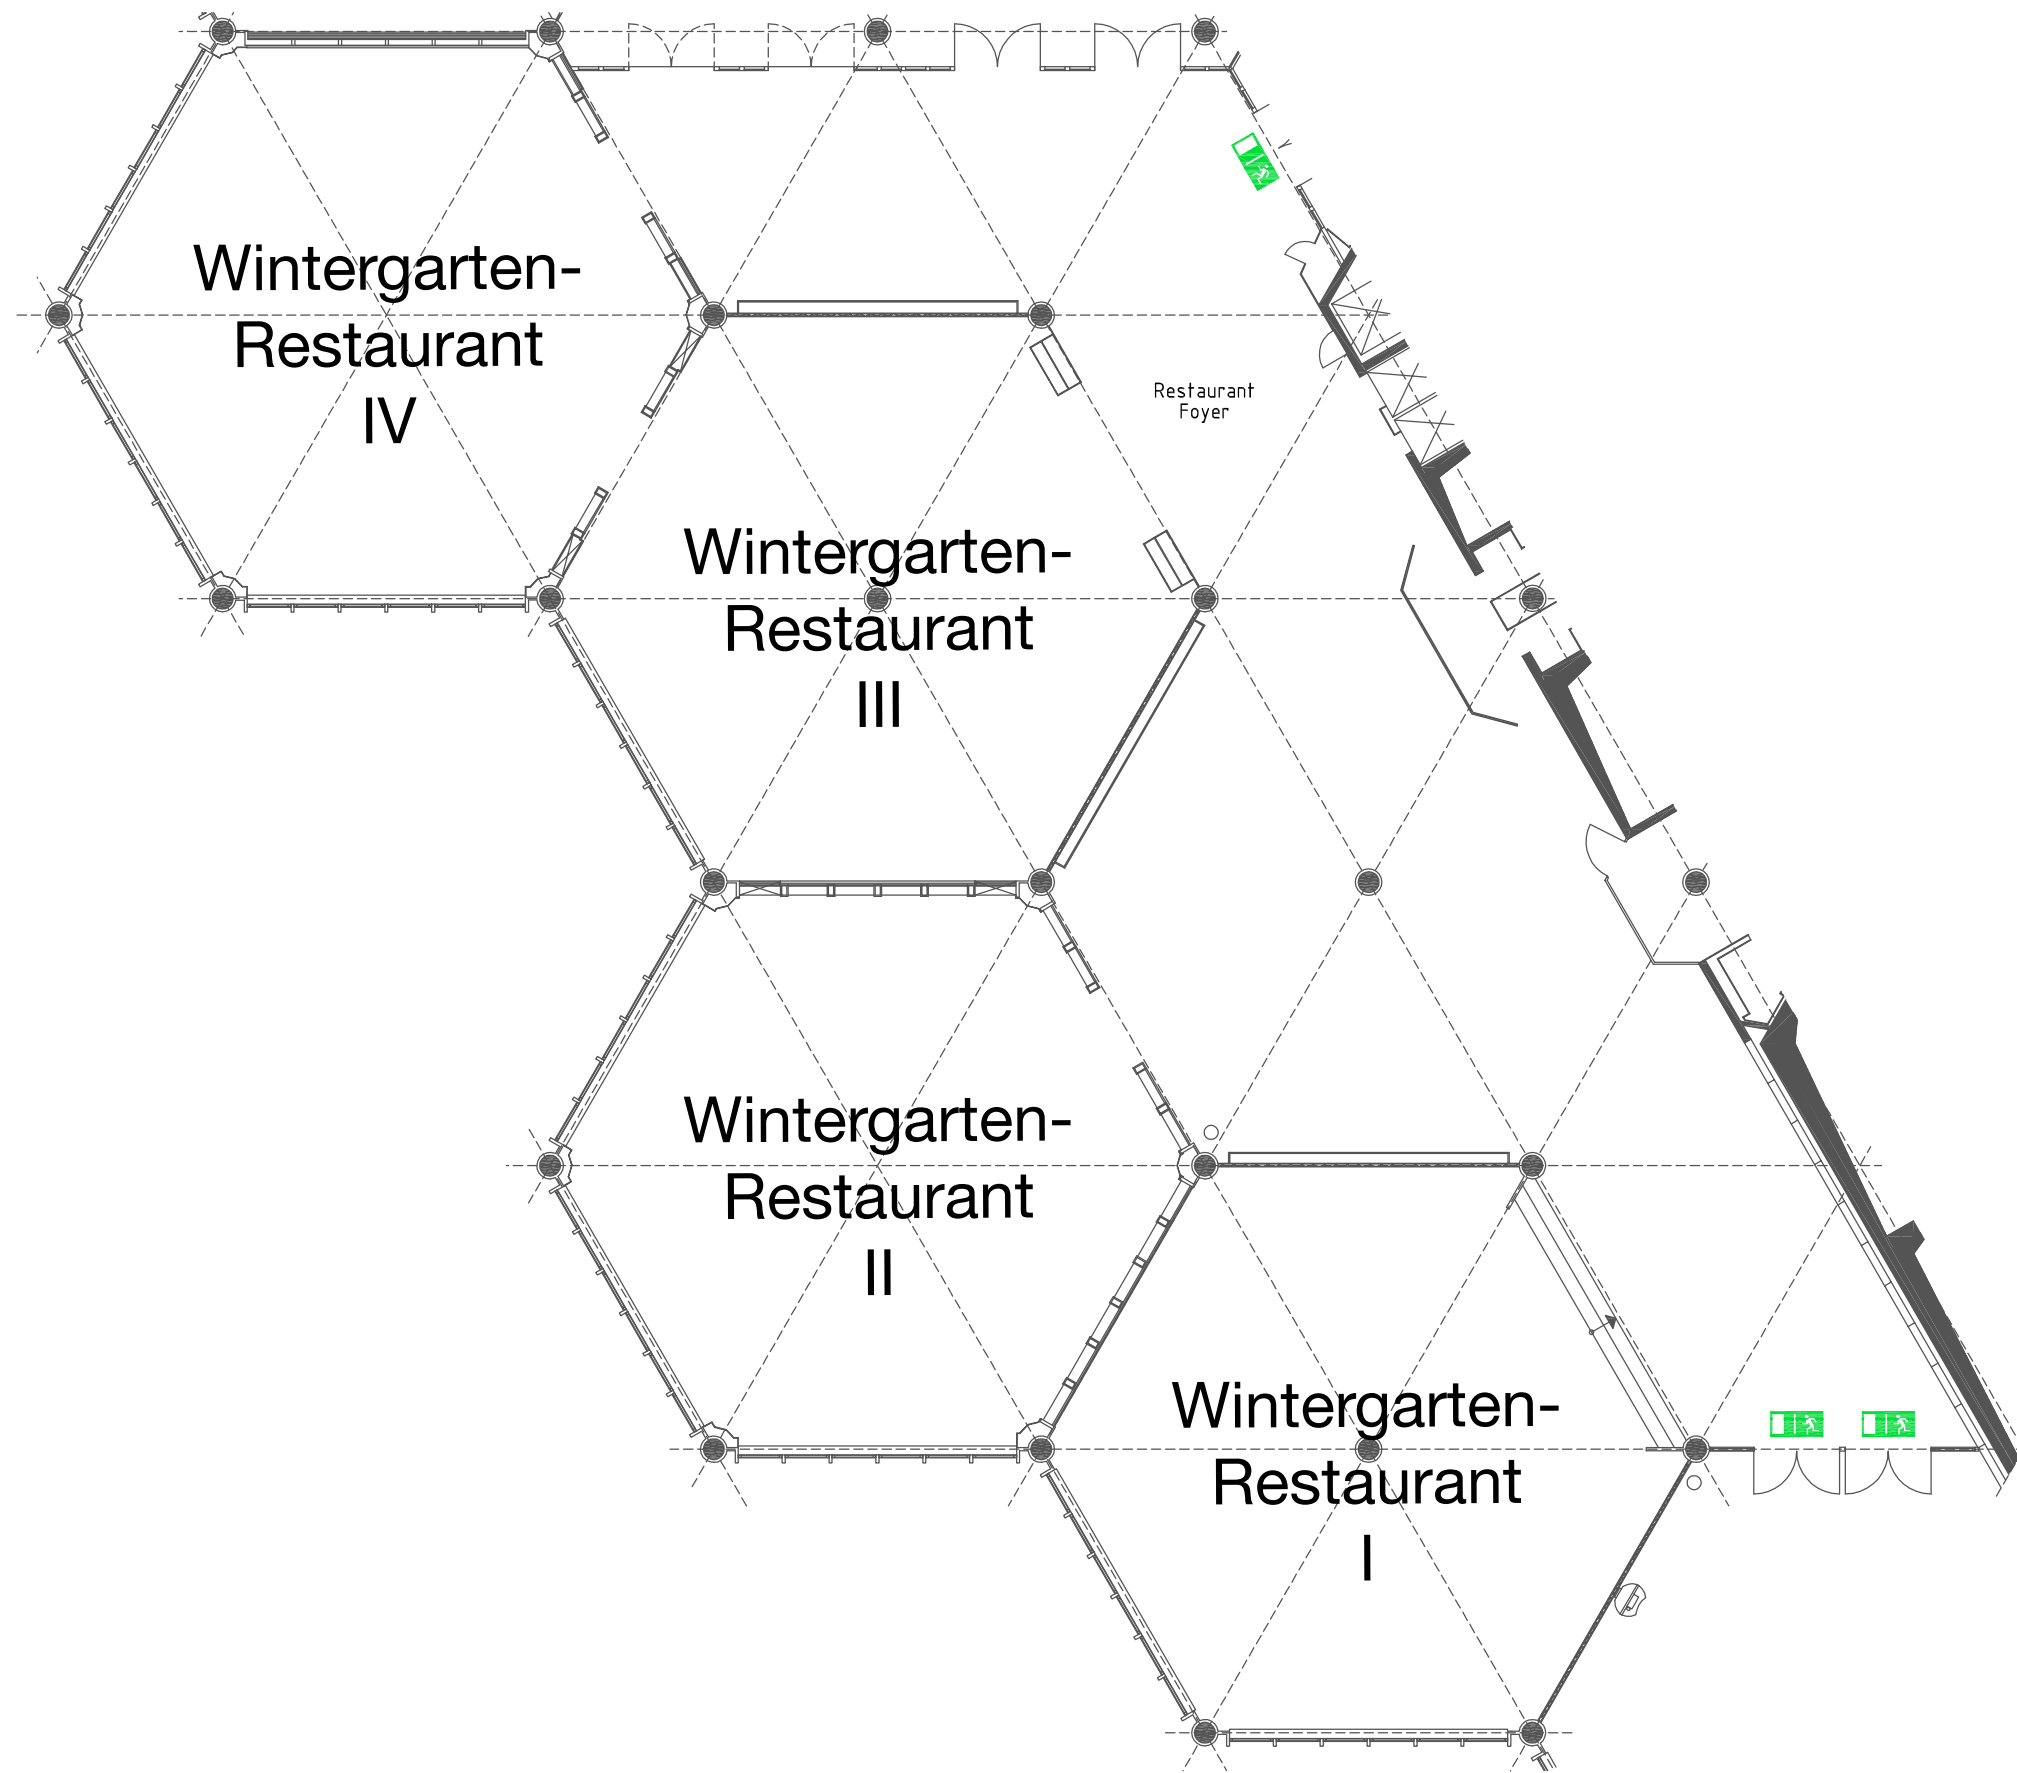 Wintergarten-
Restaurant
IV
Restaurant
Foyer
Wintergarten-
Restaurant
III
Wintergarten-
Restaurant
II
Wintergarten-
Restaurant
I